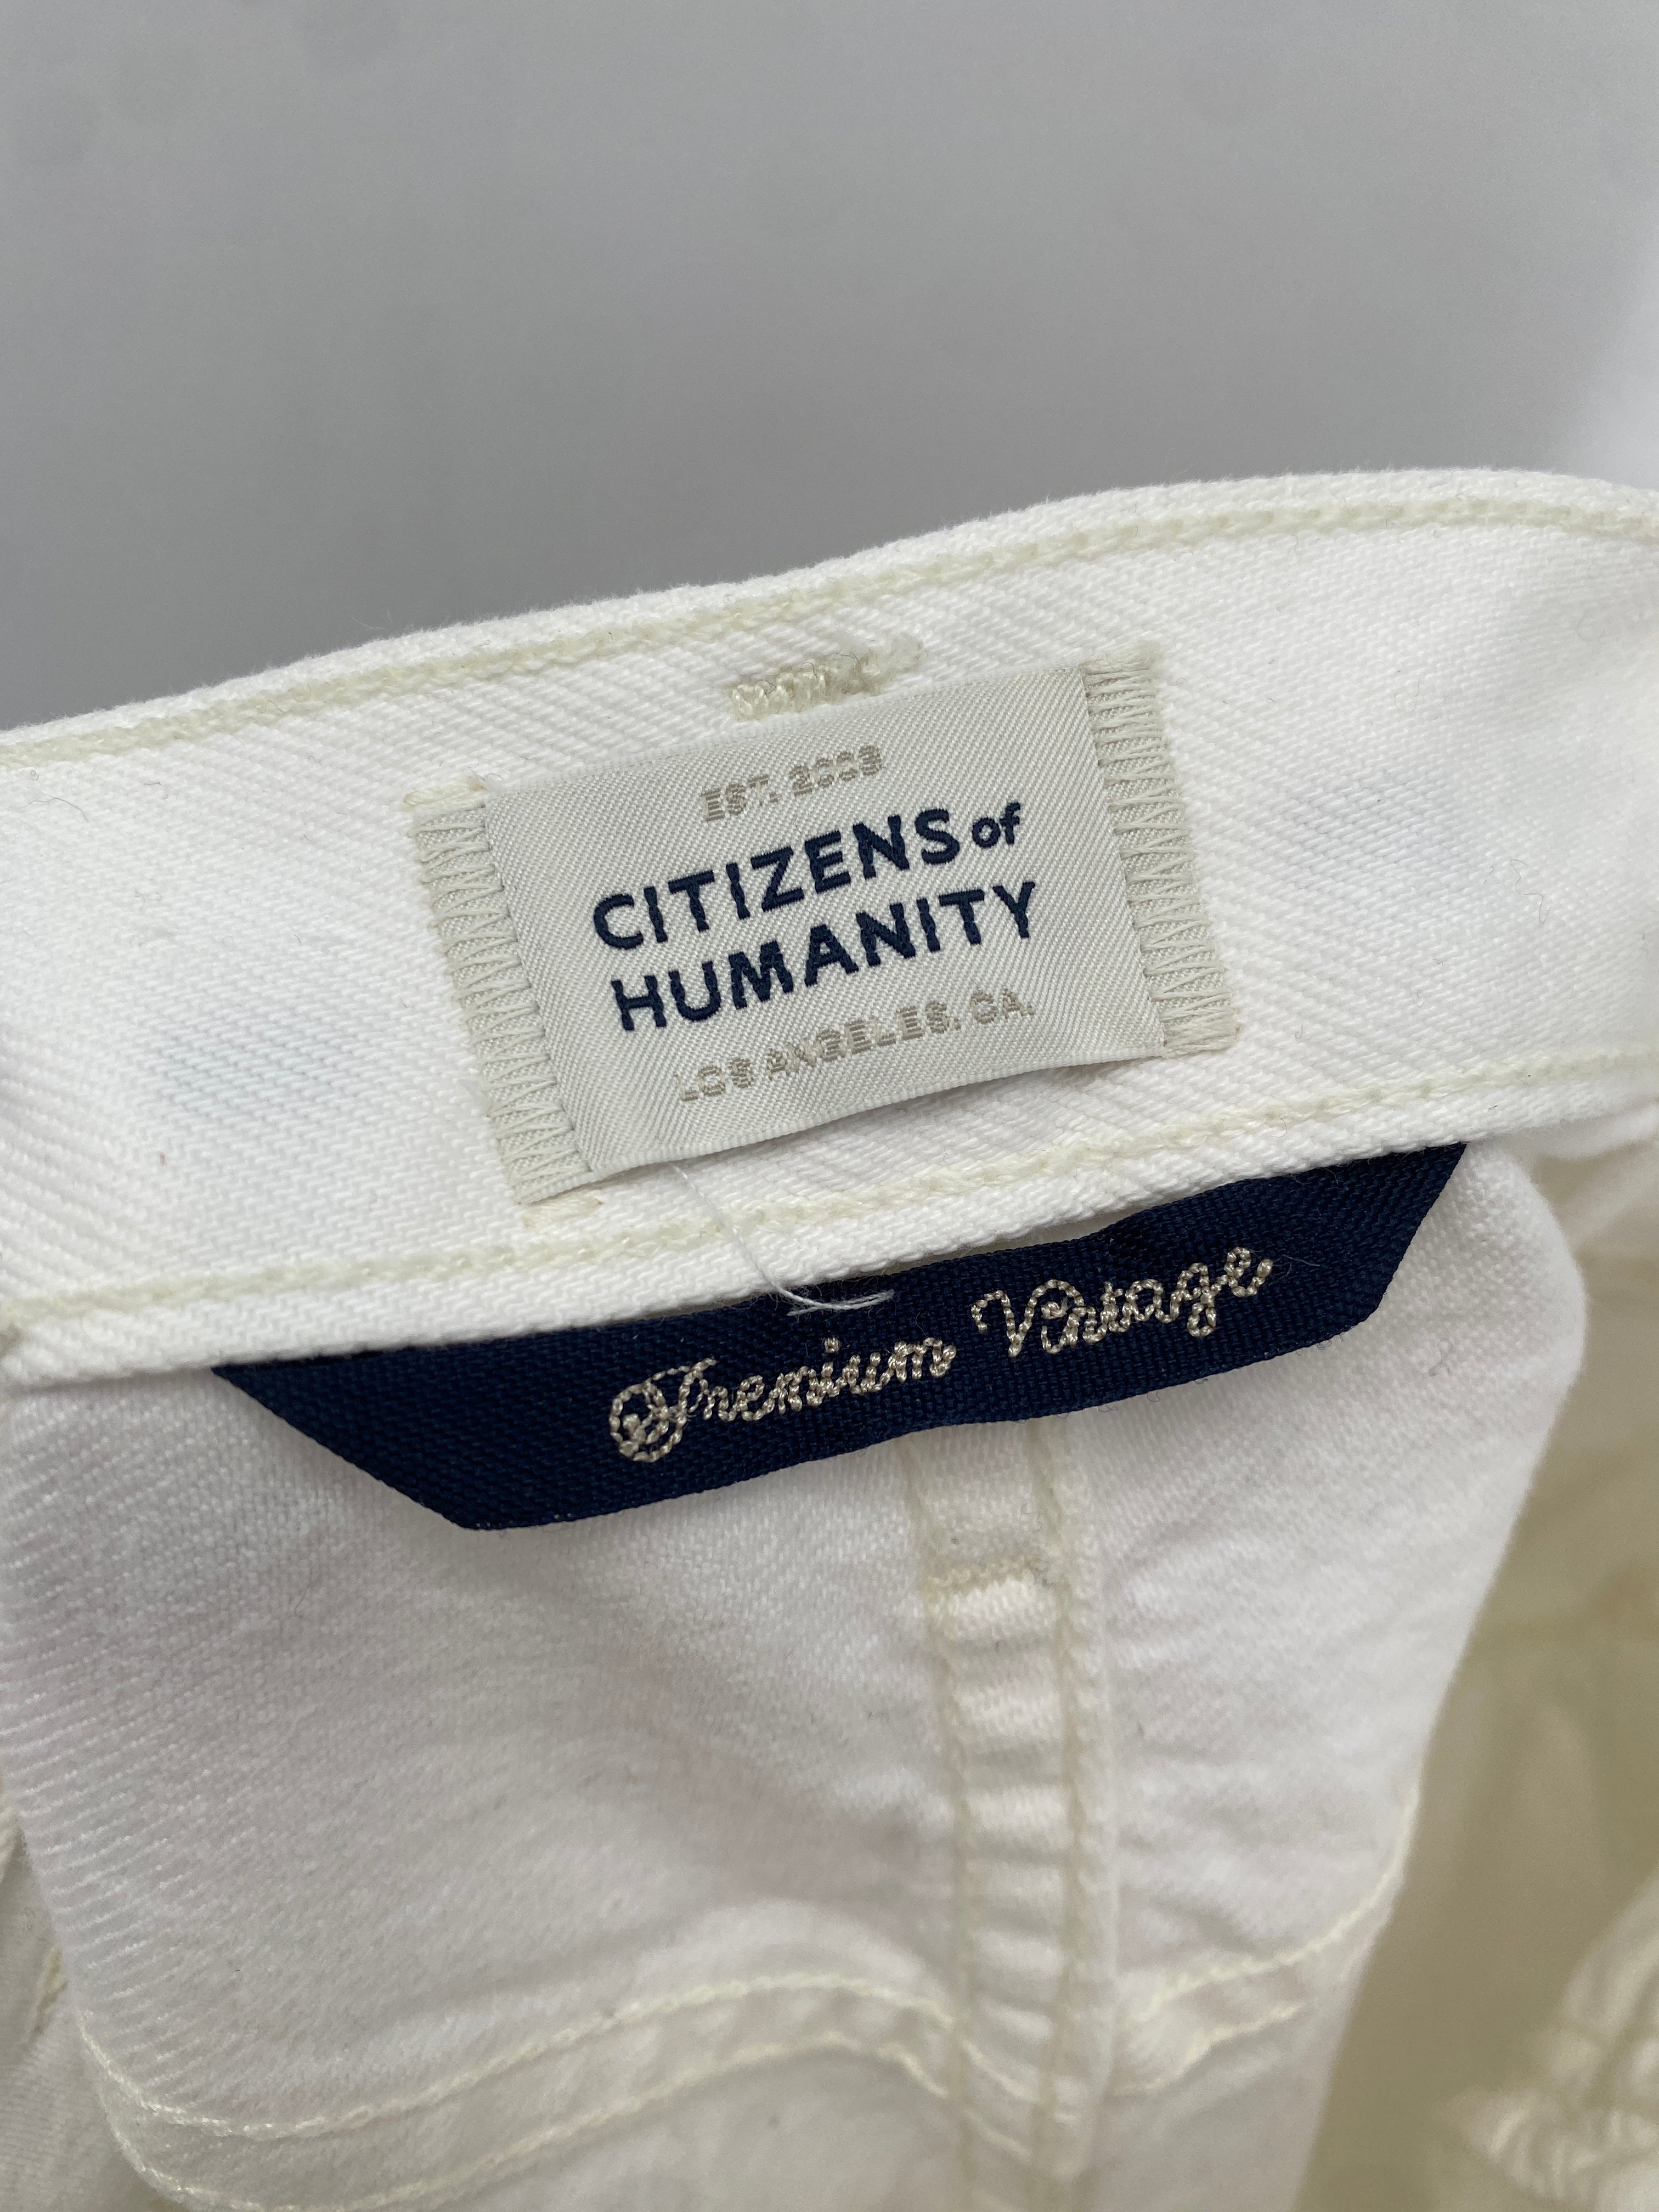 EST. 2003
CITIZENS of
HUMANITY
LOS ANGELES, CA.
Premium Vintage